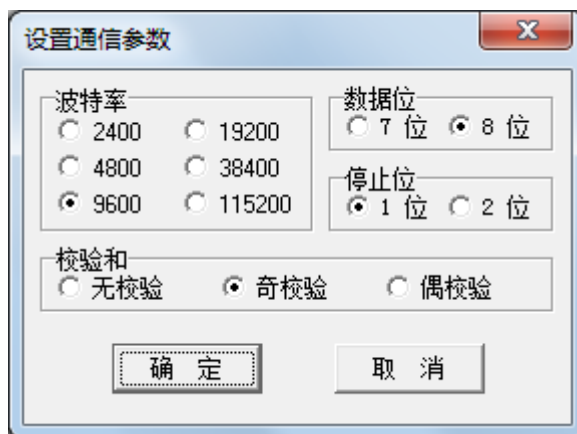 设置通信参数
波特率
2400 19200
4800 38400
9600 115200
数据位
7 位 8 位
停止位
1 位 2 位
校验和
无校验 奇校验 偶校验
确 定 取 消